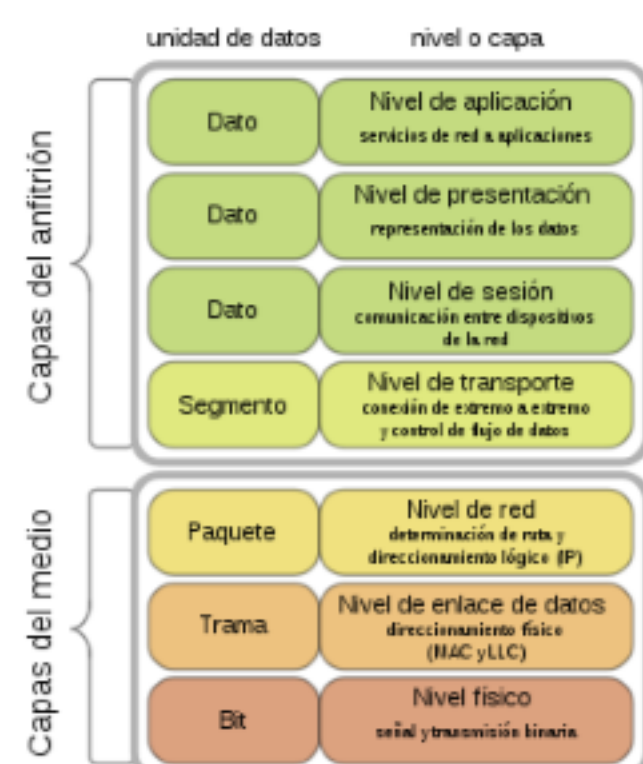 unidad de datos nivel o capa
Capas del anfitrión
Dato
Nivel de aplicación
servicios de red a aplicaciones
Dato
Nivel de presentación
representación de los datos
Dato
Nivel de sesión
comunicación entre dispositivos
de la red
Segmento
Nivel de transporte
conexión de extremo a extremo
y control de flujo de datos
Capas del medio
Paquete
Nivel de red
determinación de ruta y
direccionamiento lógico (IP)
Trama
Nivel de enlace de datos
direccionamiento físico
(MAC y LLC)
Bit
Nivel físico
señal y transmisión binaria